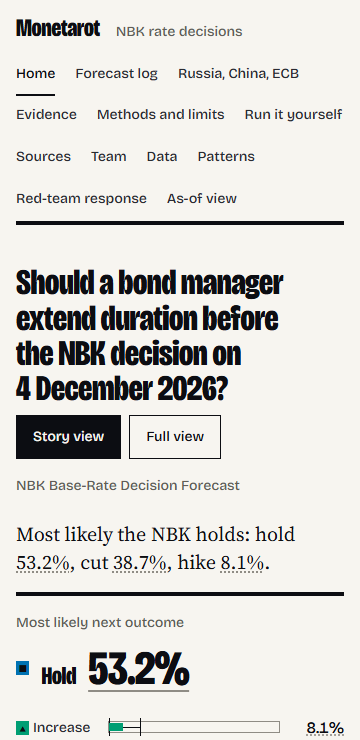 Monetarot NBK rate decisions
Home Forecast log Russia, China, ECB
Evidence Methods and limits Run it yourself
Sources Team Data Patterns
Red-team response As-of view
Should a bond manager
extend duration before
the NBK decision on
4 December 2026?
Story view Full view
NBK Base-Rate Decision Forecast
Most likely the NBK holds: hold
53.2%, cut 38.7%, hike 8.1%.
Most likely next outcome
Hold 53.2%
Increase 8.1%